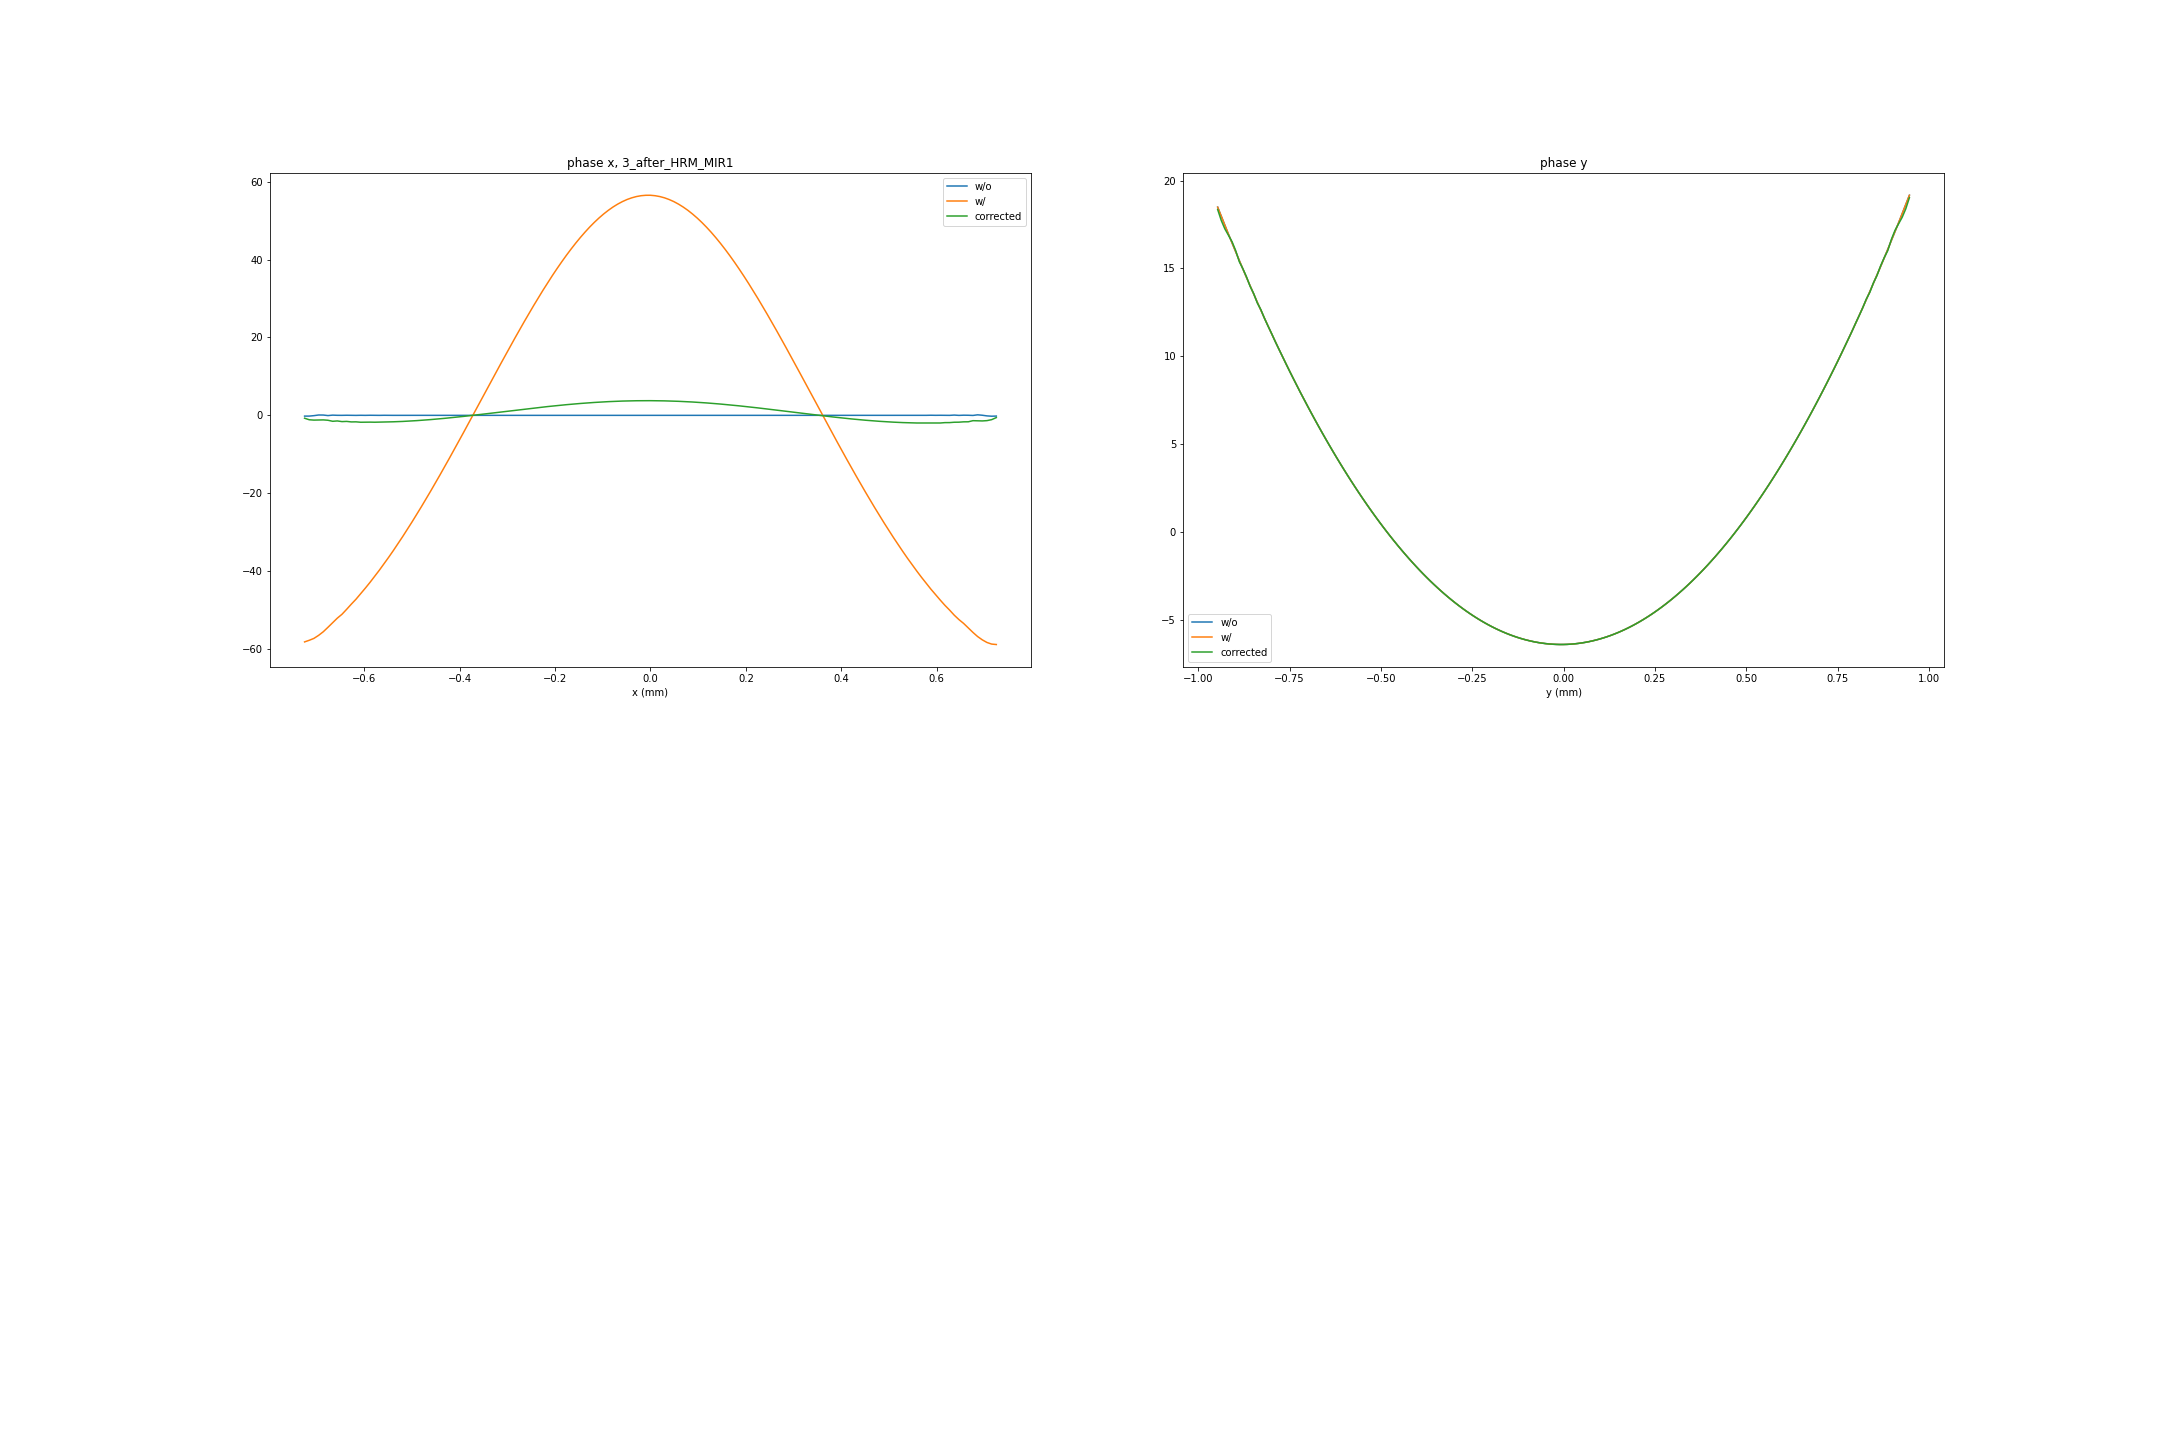 phase x, 3_after_HRM_MIR1
60
40
20
0
−20
−40
−60
−0.6 −0.4 −0.2 0.0 0.2 0.4 0.6
x (mm)
w/o
w/
corrected
phase y
20
15
10
5
0
−5
−1.00 −0.75 −0.50 −0.25 0.00 0.25 0.50 0.75 1.00
y (mm)
w/o
w/
corrected